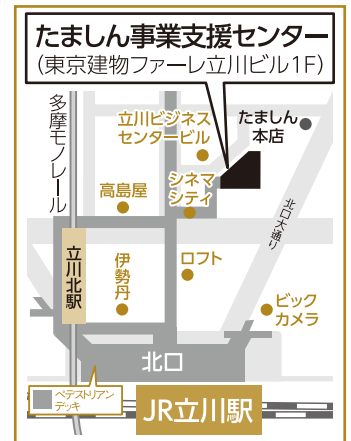 たましん事業支援センター
(東京建物ファーレ立川ビル1F)
多摩モノレール
立川ビジネス
センタービル
たましん
本店
シネマ
シティ
高島屋
北口大通り
立川北駅
伊勢丹
ロフト
ビック
カメラ
北口
ペデストリアン
デッキ
JR立川駅